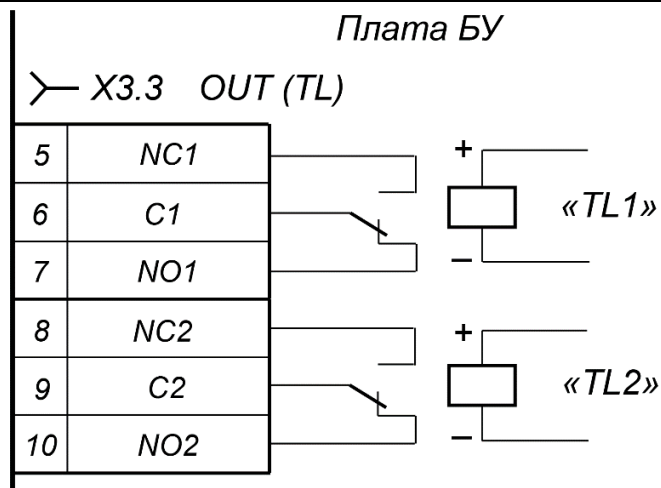 Плата БУ
X3.3 OUT (TL)
5 NC1
+
6 C1
«TL1»
7 NO1
–
8 NC2
+
9 C2
«TL2»
10 NO2
–